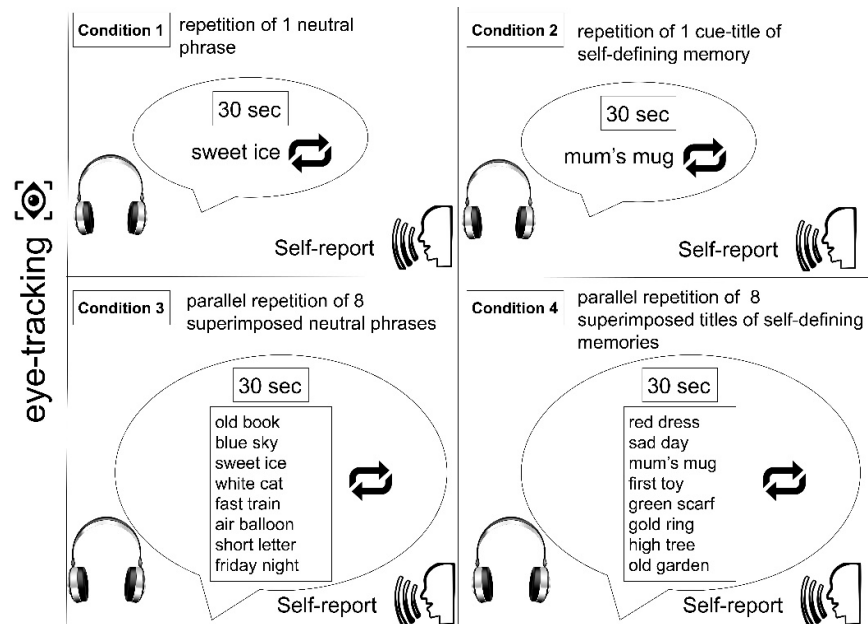 eye-tracking
Condition 1
repetition of 1 neutral
phrase
30 sec
sweet ice
Self-report
Condition 2
repetition of 1 cue-title of
self-defining memory
30 sec
mum's mug
Self-report
Condition 3
parallel repetition of 8
superimposed neutral phrases
30 sec
old book
blue sky
sweet ice
white cat
fast train
air balloon
short letter
friday night
Self-report
Condition 4
parallel repetition of 8
superimposed titles of self-defining
memories
30 sec
red dress
sad day
mum's mug
first toy
green scarf
gold ring
high tree
old garden
Self-report